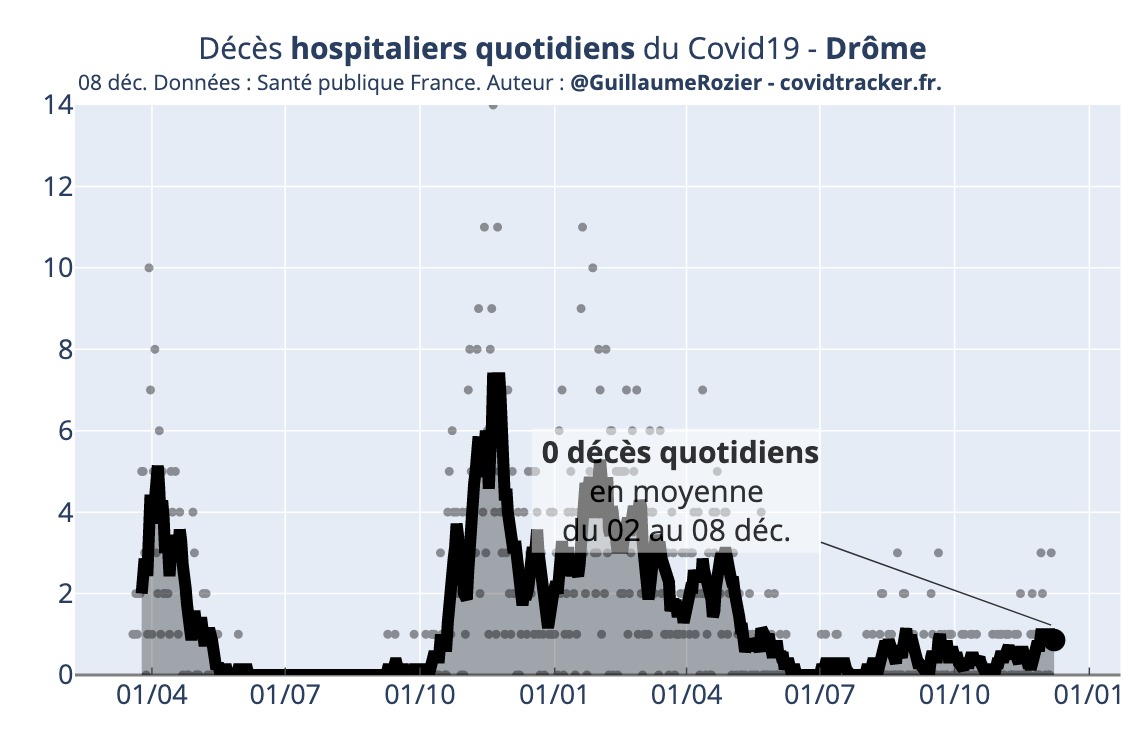 Décès hospitaliers quotidiens du Covid19 - Drôme
08 déc. Données : Santé publique France. Auteur : @GuillaumeRozier - covidtracker.fr.
14
12
10
8
6
4
2
0
0 décès quotidiens
en moyenne
du 02 au 08 déc.
01/04 01/07 01/10 01/01 01/04 01/07 01/10 01/01